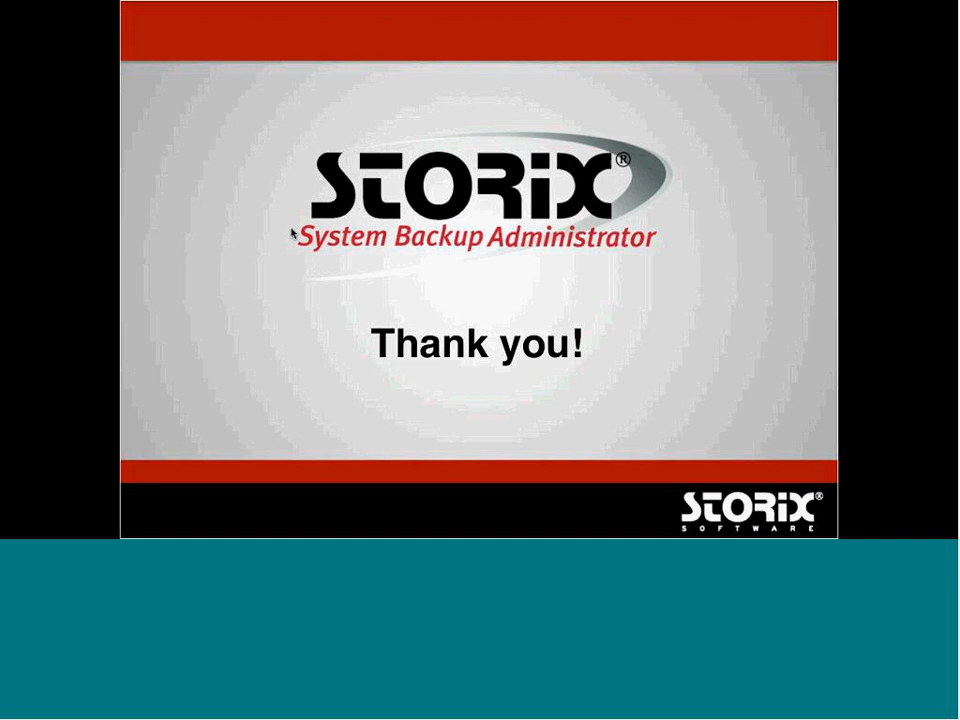 STORiX®
System Backup Administrator
Thank you!
STORiX®
SOFTWARE